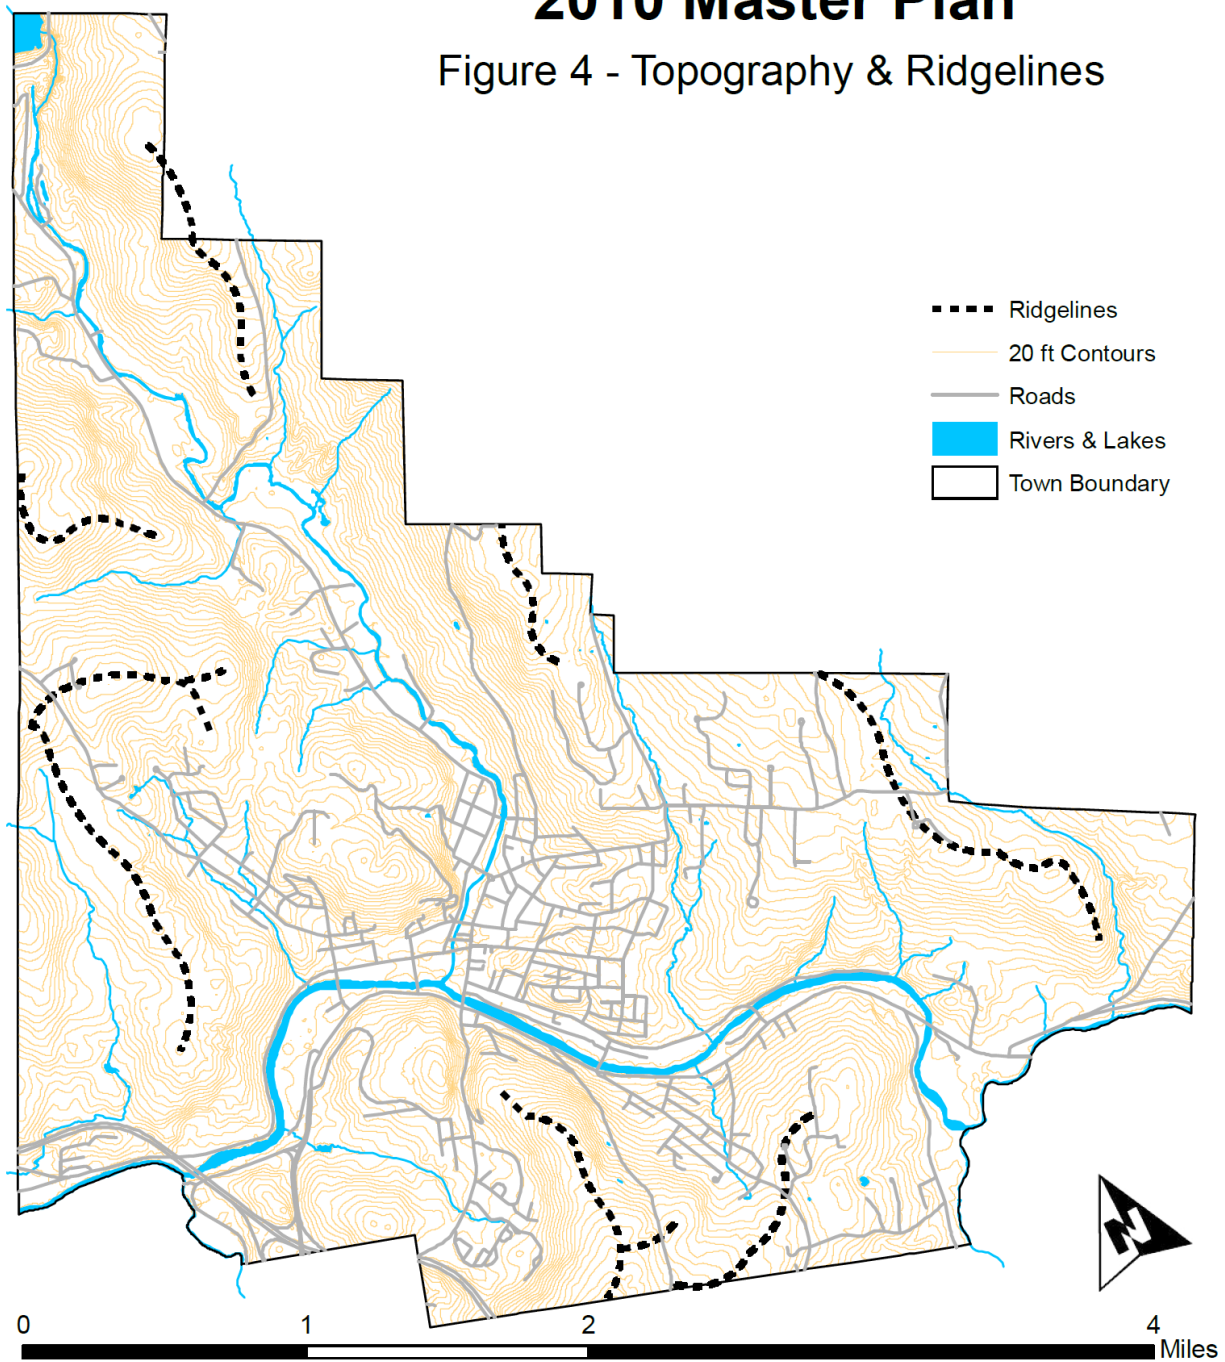 2010 Master Plan
Figure 4 - Topography & Ridgelines
Ridgelines
20 ft Contours
Roads
Rivers & Lakes
Town Boundary
N
0 1 2 4
Miles